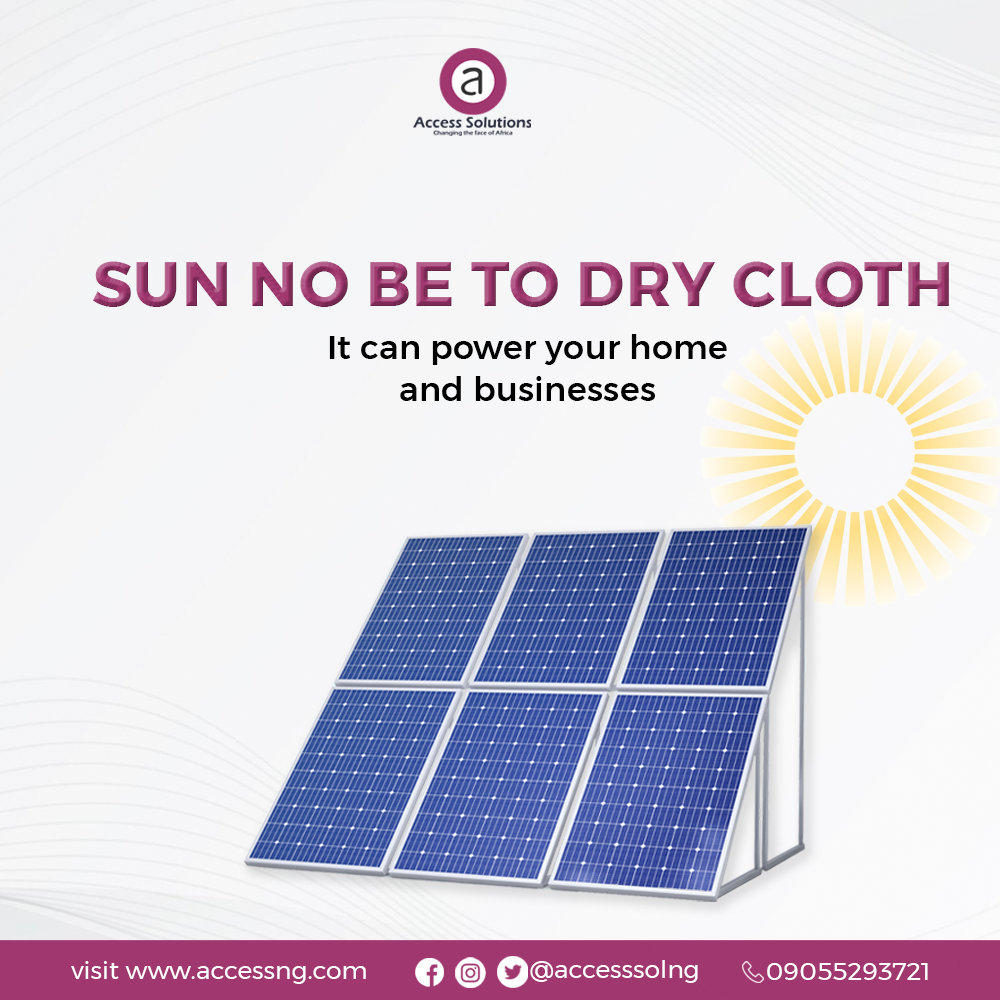 a
Access Solutions
Changing the face of Africa
SUN NO BE TO DRY CLOTH
It can power your home
and businesses
visit www.accessng.com @accesssolng 09055293721